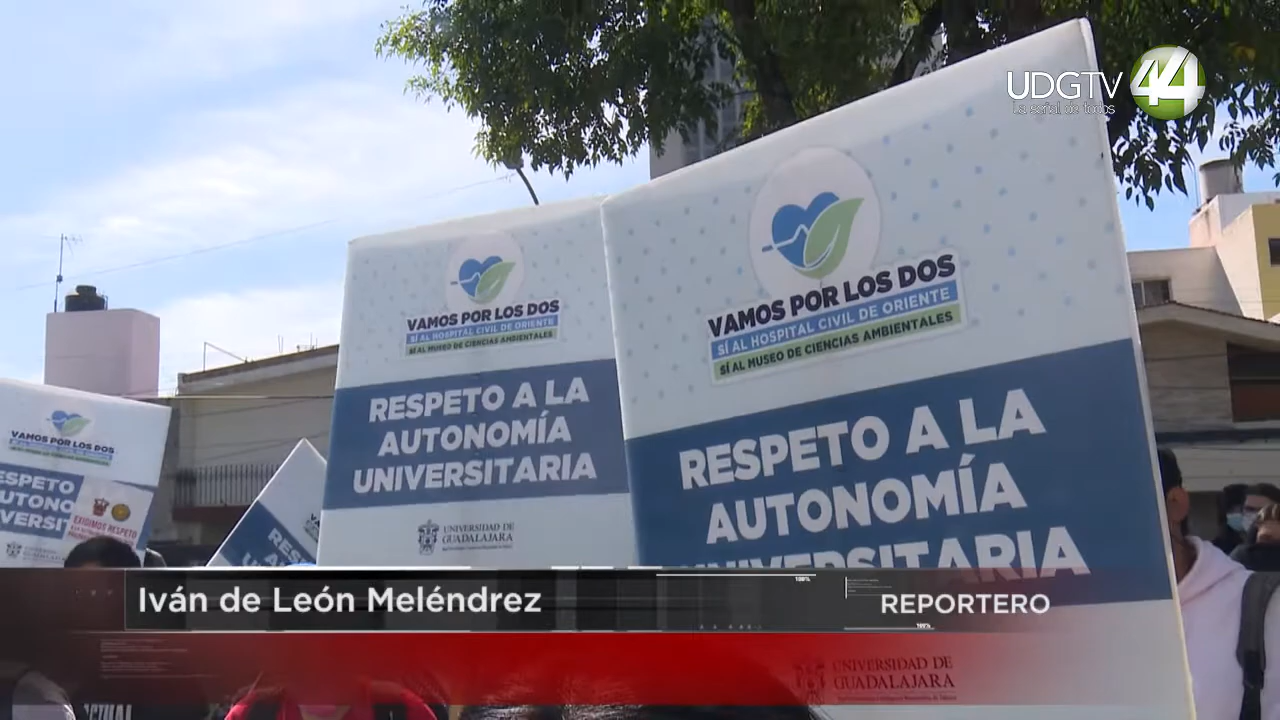 UDGTV 44
La señal de todos
VAMOS POR LOS DOS
SÍ AL HOSPITAL CIVIL DE ORIENTE
SÍ AL MUSEO DE CIENCIAS AMBIENTALES
RESPETO A LA
AUTONOMÍA
UNIVERSITARIA
UNIVERSIDAD DE
GUADALAJARA
VAMOS POR LOS DOS
SÍ AL HOSPITAL CIVIL DE ORIENTE
SÍ AL MUSEO DE CIENCIAS AMBIENTALES
RESPETO A LA
AUTONOMÍA
UNIVERSITARIA
UNIVERSIDAD DE
GUADALAJARA
VAMOS POR LOS DOS
RESPETO
EXIGIMOS RESPETO
Iván de León Meléndrez
REPORTERO
100%
100%